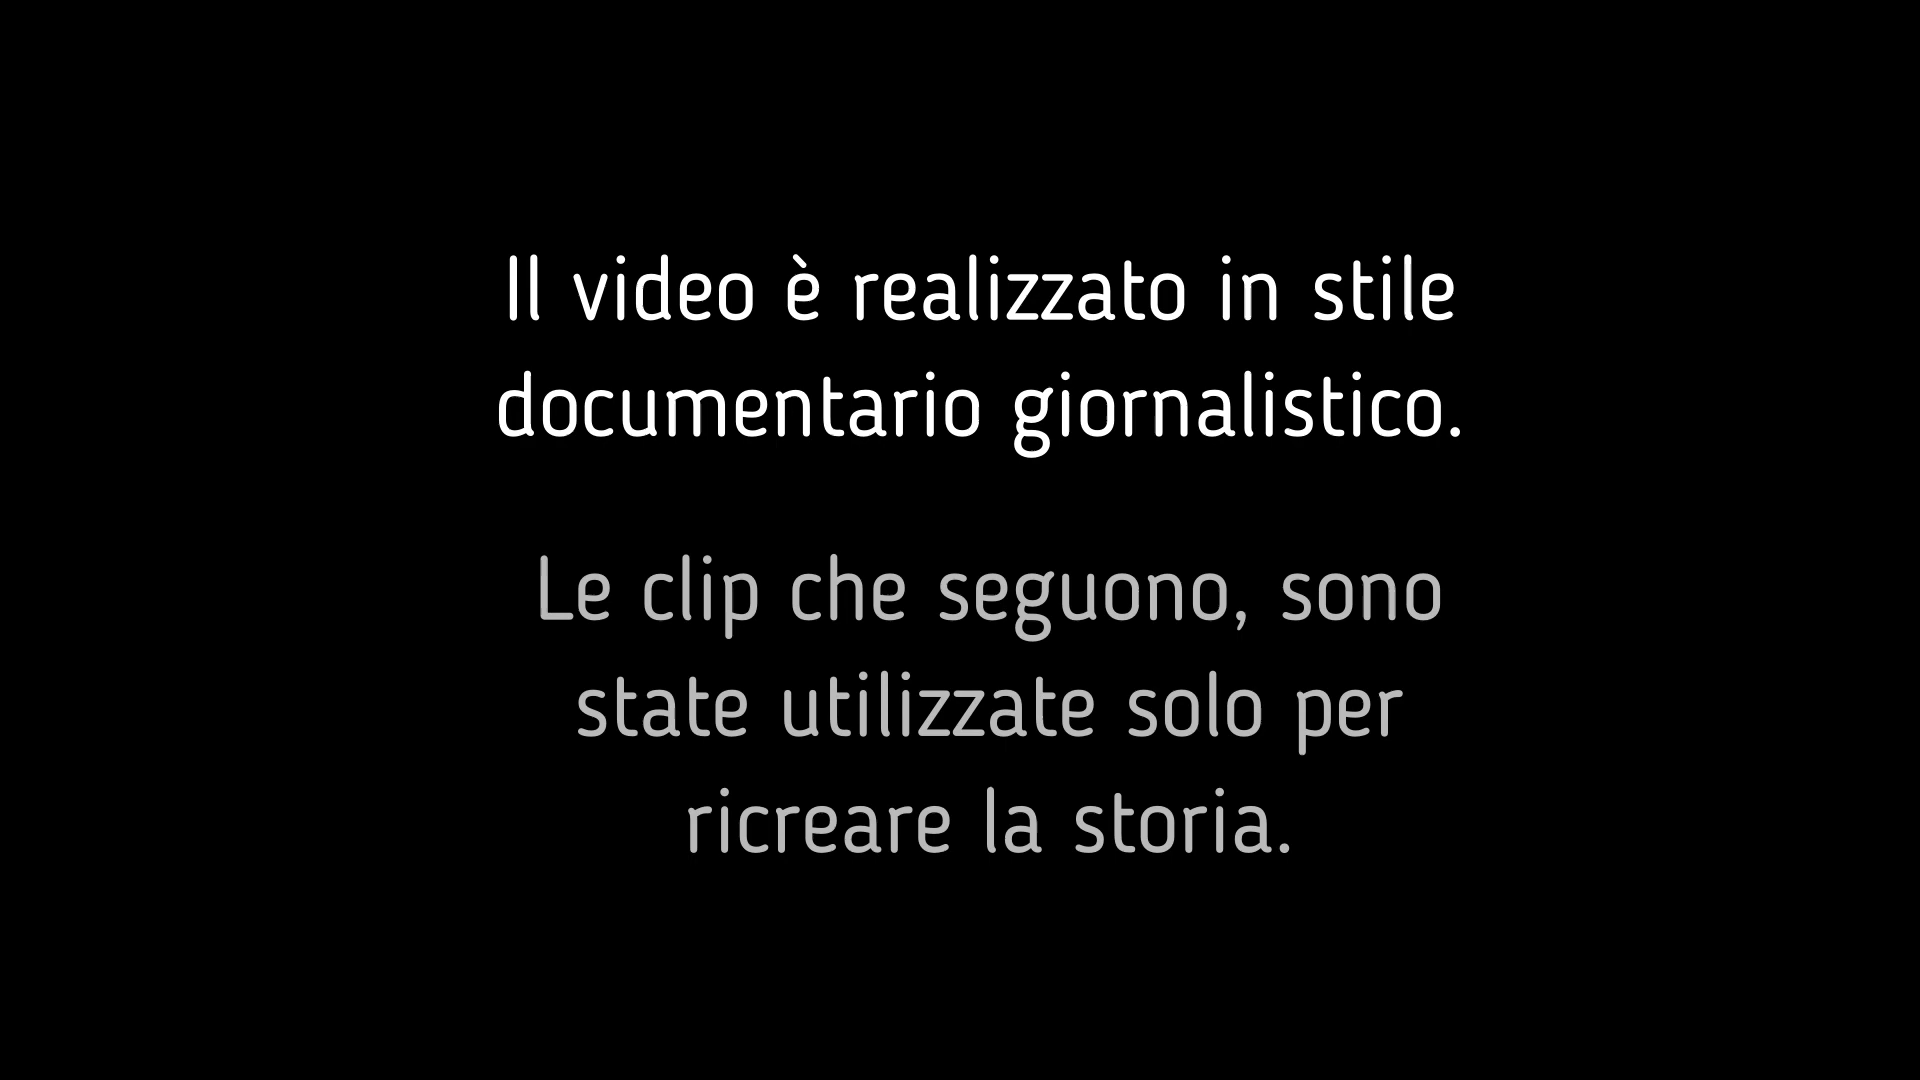 Il video è realizzato in stile
documentario giornalistico.
Le clip che seguono, sono
state utilizzate solo per
ricreare la storia.